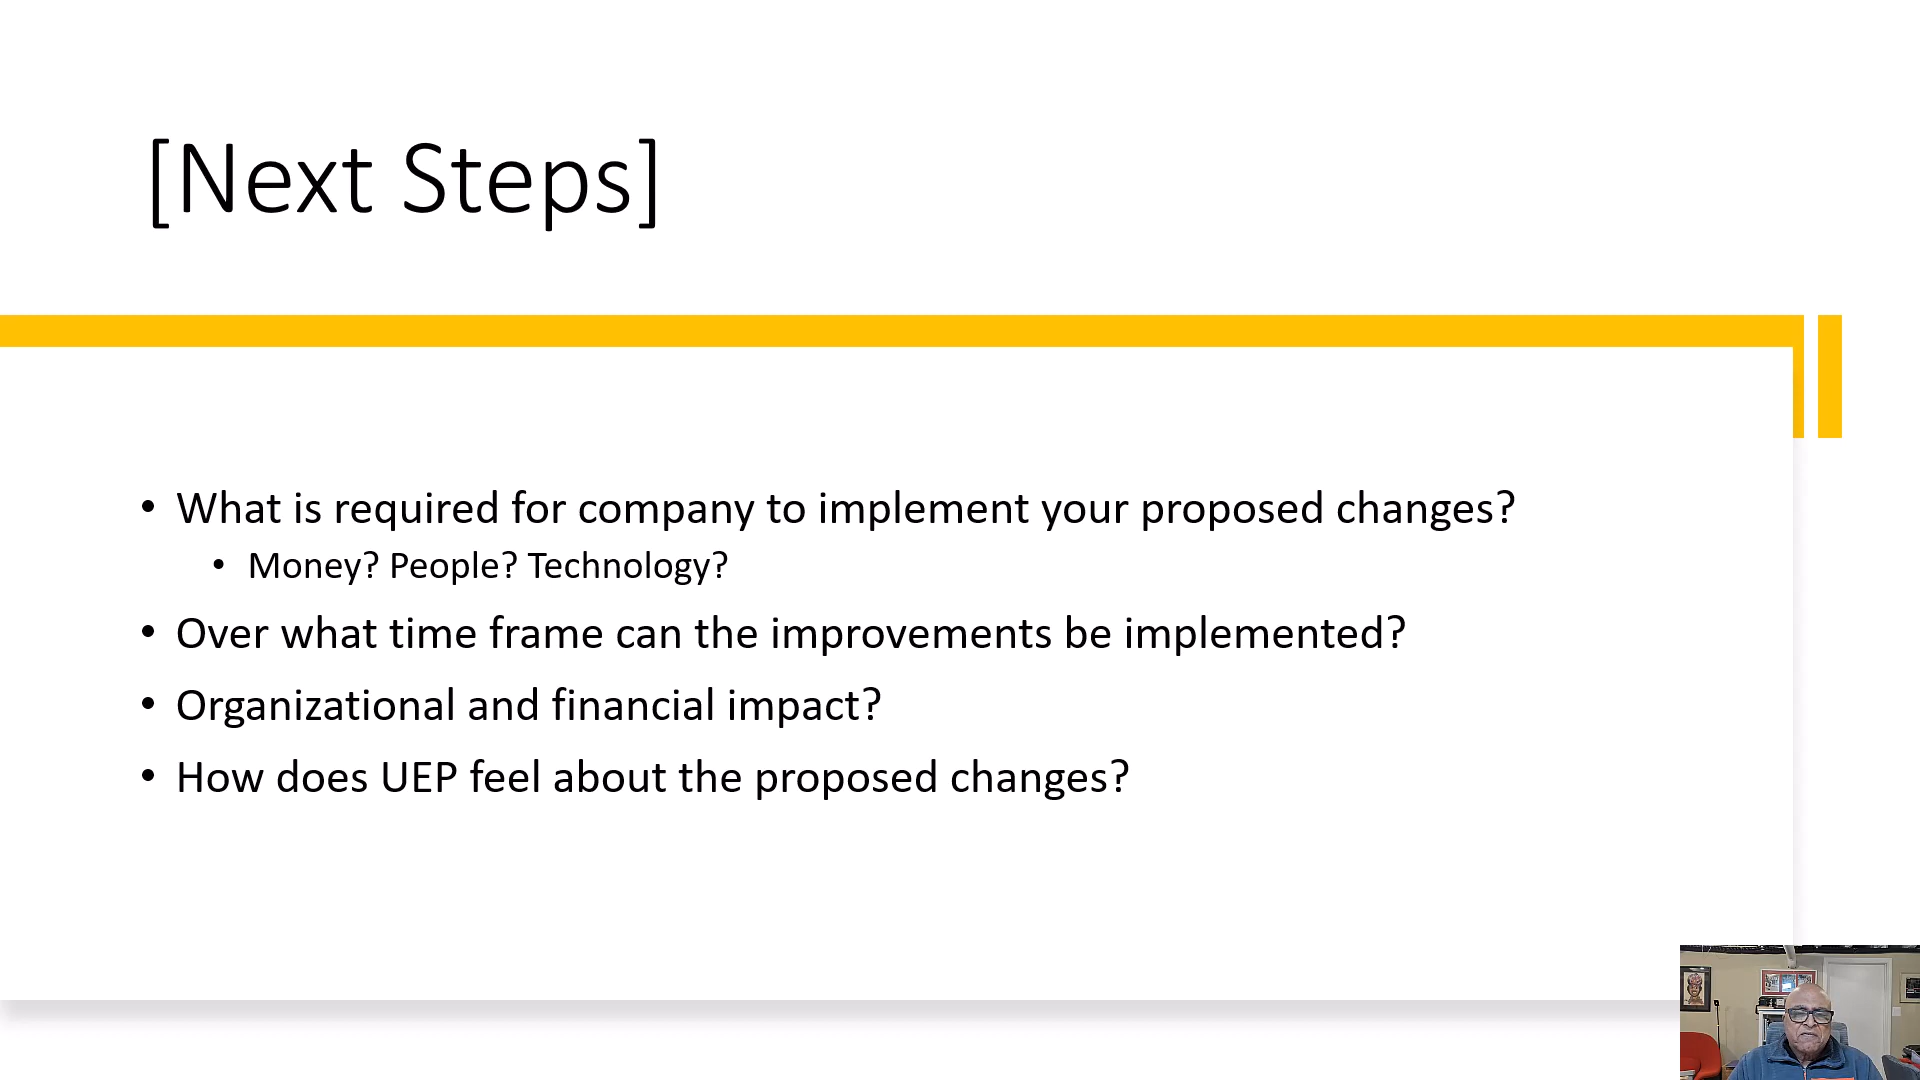 [Next Steps]
• What is required for company to implement your proposed changes?
• Money? People? Technology?
• Over what time frame can the improvements be implemented?
• Organizational and financial impact?
• How does UEP feel about the proposed changes?